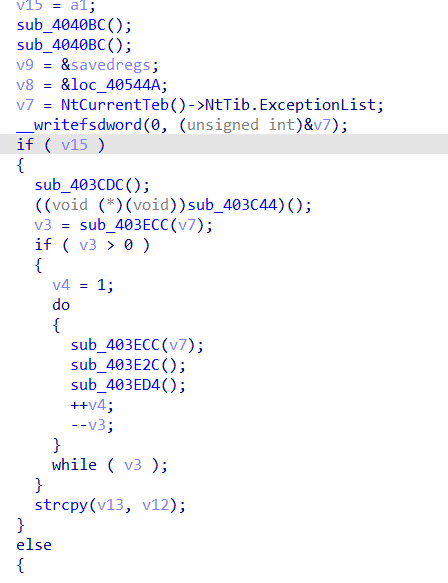 v15 = a1;
sub_4040BC();
sub_4040BC();
v9 = &savedregs;
v8 = &loc_40544A;
v7 = NtCurrentTeb()->NtTib.ExceptionList;
__writefsdword(0, (unsigned int)&v7);
if ( v15 )
{
sub_403CDC();
((void (*)(void))sub_403C44)();
v3 = sub_403ECC(v7);
if ( v3 > 0 )
{
v4 = 1;
do
{
sub_403ECC(v7);
sub_403E2C();
sub_403ED4();
++v4;
--v3;
}
while ( v3 );
}
strcpy(v13, v12);
}
else
{